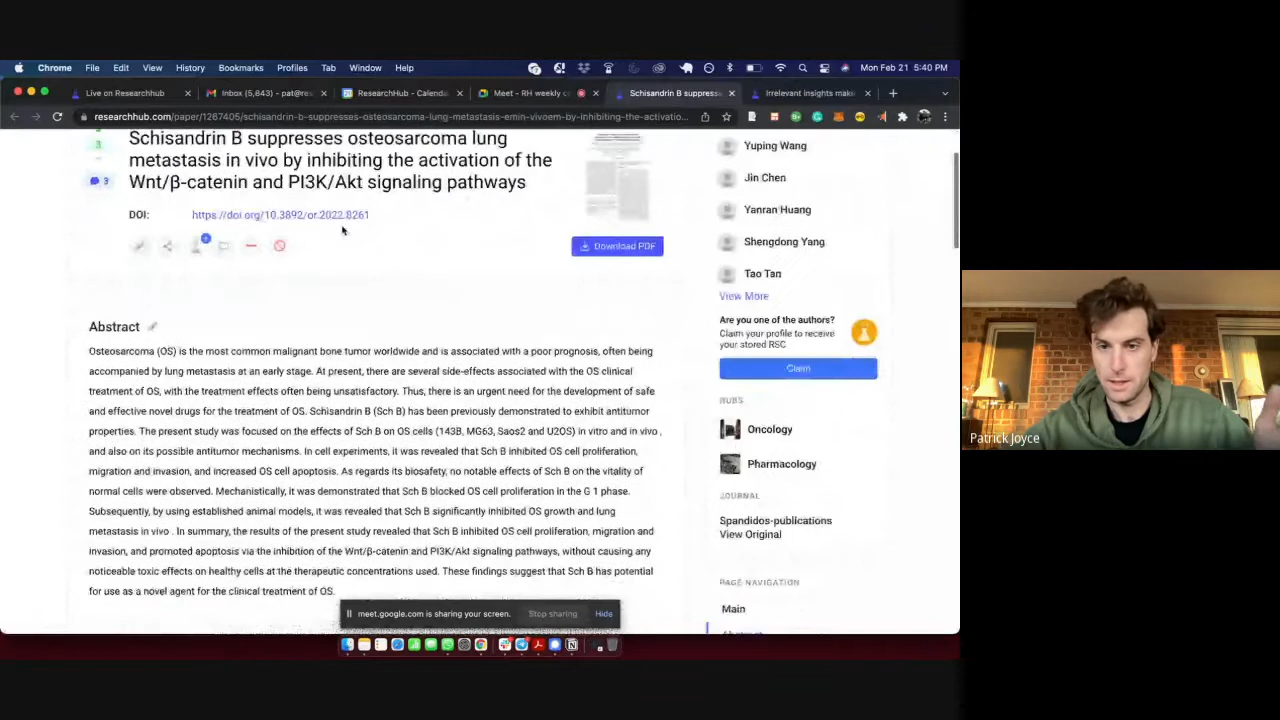 Chrome File Edit View History Bookmarks Profiles Tab Window Help Mon Feb 21 5:40 PM
Live on Researchhub Inbox (5,843) - pat@res ResearchHub - Calenda Meet – RH weekly c Schisandrin B suppress Irrelevant insights make
researchhub.com/paper/1267405/schisandrin-b-suppresses-osteosarcoma-lung-metastasis-emin-vivoem-by-inhibiting-the-activatio...
3
Schisandrin B suppresses osteosarcoma lung
metastasis in vivo by inhibiting the activation of the
Wnt/β-catenin and PI3K/Akt signaling pathways
DOI: https://doi.org/10.3892/or.2022.8261
Download PDF
Abstract
Osteosarcoma (OS) is the most common malignant bone tumor worldwide and is associated with a poor prognosis, often being
accompanied by lung metastasis at an early stage. At present, there are several side-effects associated with the OS clinical
treatment of OS, with the treatment effects often being unsatisfactory. Thus, there is an urgent need for the development of safe
and effective novel drugs for the treatment of OS. Schisandrin B (Sch B) has been previously demonstrated to exhibit antitumor
properties. The present study was focused on the effects of Sch B on OS cells (143B, MG63, Saos2 and U2OS) in vitro and in vivo ,
and also on its possible antitumor mechanisms. In cell experiments, it was revealed that Sch B inhibited OS cell proliferation,
migration and invasion, and increased OS cell apoptosis. As regards its biosafety, no notable effects of Sch B on the vitality of
normal cells were observed. Mechanistically, it was demonstrated that Sch B blocked OS cell proliferation in the G 1 phase.
Subsequently, by using established animal models, it was revealed that Sch B significantly inhibited OS growth and lung
metastasis in vivo . In summary, the results of the present study revealed that Sch B inhibited OS cell proliferation, migration and
invasion, and promoted apoptosis via the inhibition of the Wnt/β-catenin and PI3K/Akt signaling pathways, without causing any
noticeable toxic effects on healthy cells at the therapeutic concentrations used. These findings suggest that Sch B has potential
for use as a novel agent for the clinical treatment of OS.
Yuping Wang
Jin Chen
Yanran Huang
Shengdong Yang
Tao Tan
View More
Are you one of the authors?
Claim your profile to receive
your stored RSC
Claim
HUBS
Oncology
Pharmacology
JOURNAL
Spandidos-publications
View Original
PAGE NAVIGATION
Main
Abstract
meet.google.com is sharing your screen. Stop sharing Hide
Patrick Joyce